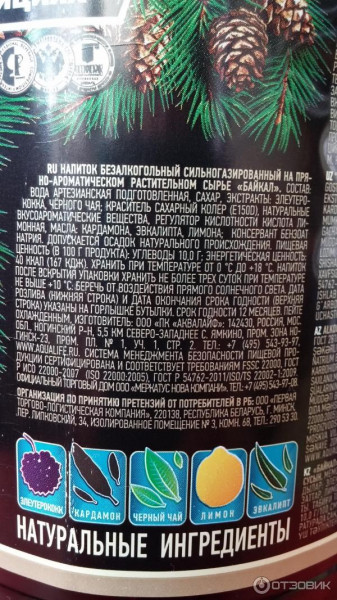 RU НАПИТОК БЕЗАЛКОГОЛЬНЫЙ СИЛЬНОГАЗИРОВАННЫЙ НА ПРЯ-
НО-АРОМАТИЧЕСКОМ РАСТИТЕЛЬНОМ СЫРЬЕ «БАЙКАЛ». СОСТАВ:
ВОДА АРТЕЗИАНСКАЯ ПОДГОТОВЛЕННАЯ, САХАР, ЭКСТРАКТЫ: ЭЛЕУТЕРО-
КОККА, ЧЁРНОГО ЧАЯ; КРАСИТЕЛЬ САХАРНЫЙ КОЛЕР (Е150D), НАТУРАЛЬНЫЕ
ВКУСОАРОМАТИЧЕСКИЕ ВЕЩЕСТВА, РЕГУЛЯТОР КИСЛОТНОСТИ КИСЛОТА ЛИ-
МОННАЯ, МАСЛА: КАРДАМОНА, ЭВКАЛИПТА, ЛИМОНА; КОНСЕРВАНТ БЕНЗОАТ
НАТРИЯ. ДОПУСКАЕТСЯ ОСАДОК НАТУРАЛЬНОГО ПРОИСХОЖДЕНИЯ. ПИЩЕВАЯ
ЦЕННОСТЬ (В 100 Г ПРОДУКТА): УГЛЕВОДЫ 10,0 Г; ЭНЕРГЕТИЧЕСКАЯ ЦЕННОСТЬ:
40 ККАЛ (167 КДЖ). ХРАНИТЬ ПРИ ТЕМПЕРАТУРЕ ОТ 0 °С ДО +18 °С. НАПИТОК
ПОСЛЕ ВСКРЫТИЯ УПАКОВКИ ХРАНИТЬ НЕ БОЛЕЕ ТРЕХ СУТОК ПРИ ТЕМПЕРАТУРЕ
НЕ ВЫШЕ +10 °С. БЕРЕЧЬ ОТ ВОЗДЕЙСТВИЯ ПРЯМОГО СОЛНЕЧНОГО СВЕТА. ДАТА
РОЗЛИВА (НИЖНЯЯ СТРОКА) И ДАТА ОКОНЧАНИЯ СРОКА ГОДНОСТИ (ВЕРХНЯЯ
СТРОКА) УКАЗАНЫ НА ГОРЛЫШКЕ БУТЫЛКИ. СРОК ГОДНОСТИ 12 МЕСЯЦЕВ. ПЕЙТЕ
ОХЛАЖДЕННЫМ. ИЗГОТОВИТЕЛЬ: ООО «ПК «АКВАЛАЙФ», 142430, РОССИЯ, МОС.
ОБЛ., НОГИНСКИЙ Р-Н, 5,5 КМ СЕВЕРО-ЗАПАДНЕЕ С. ЯМКИНО, ПРОМ. ЗОНА НО-
ГИНСК-23, ПРОМ. ПЛ. № 1, УЧ. 1, СТР. 2. ТЕЛ.: +7 (495) 543-93-97,
WWW.AQUALIFE.RU. СИСТЕМА МЕНЕДЖМЕНТА БЕЗОПАСНОСТИ ПИЩЕВОЙ ПРО-
ДУКЦИИ СЕРТИФИЦИРОВАНА И СООТВЕТСТВУЕТ ТРЕБОВАНИЯМ FSSC 22000, ГОСТ
Р ИСО 22000-2007 (ISO 22000:2005), ГОСТ Р 54762-2011/ISO/TS 22002-1:2009
ОФИЦИАЛЬНЫЙ ТОРГОВЫЙ ДОМ ООО «МЕРКАТУС НОВА КОМПАНИ», ТЕЛ. +7 (495) 543-97-08.
ОРГАНИЗАЦИЯ ПО ПРИНЯТИЮ ПРЕТЕНЗИЙ ОТ ПОТРЕБИТЕЛЕЙ В РБ: ООО «ПЕРВАЯ
ТОРГОВО-ЛОГИСТИЧЕСКАЯ КОМПАНИЯ», 220138, РЕСПУБЛИКА БЕЛАРУСЬ, Г. МИНСК,
ПЕР. ЛИПКОВСКИЙ, 34, ИЗОЛИРОВАННОЕ ПОМЕЩЕНИЕ № 3, КОМН. 6В, ТЕЛ. 290 53 30.
ЭЛЕУТЕРОКОКК
КАРДАМОН
ЧЕРНЫЙ ЧАЙ
ЛИМОН
ЭВКАЛИПТ
НАТУРАЛЬНЫЕ ИНГРЕДИЕНТЫ
ОТЗОВИК